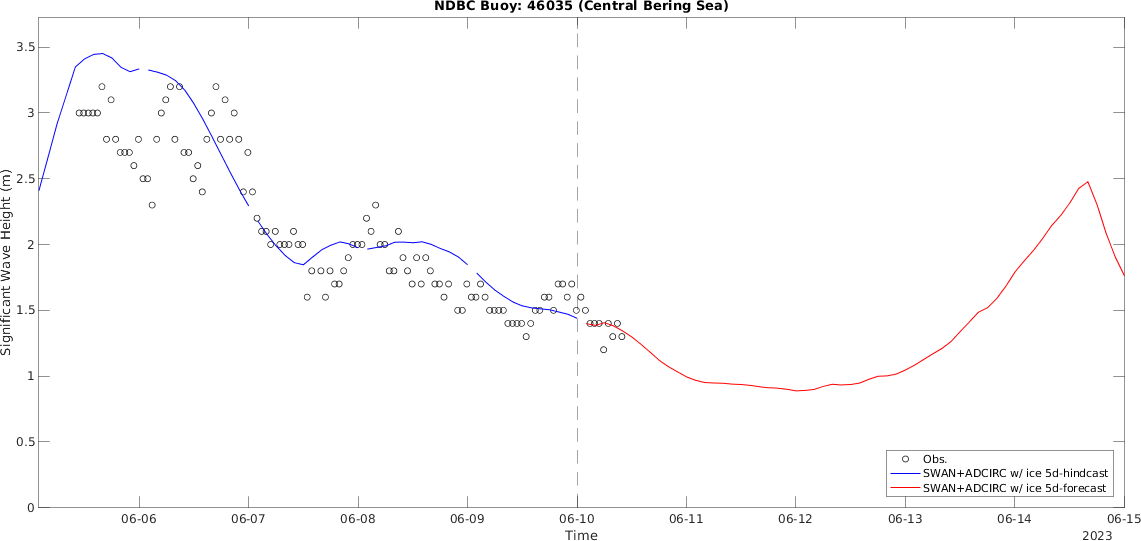 NDBC Buoy: 46035 (Central Bering Sea)
3.5
3
2.5
2
1.5
1
0.5
0
Significant Wave Height (m)
Obs.
SWAN+ADCIRC w/ ice 5d-hindcast
SWAN+ADCIRC w/ ice 5d-forecast
06-06 06-07 06-08 06-09 06-10 06-11 06-12 06-13 06-14 06-15
Time
2023